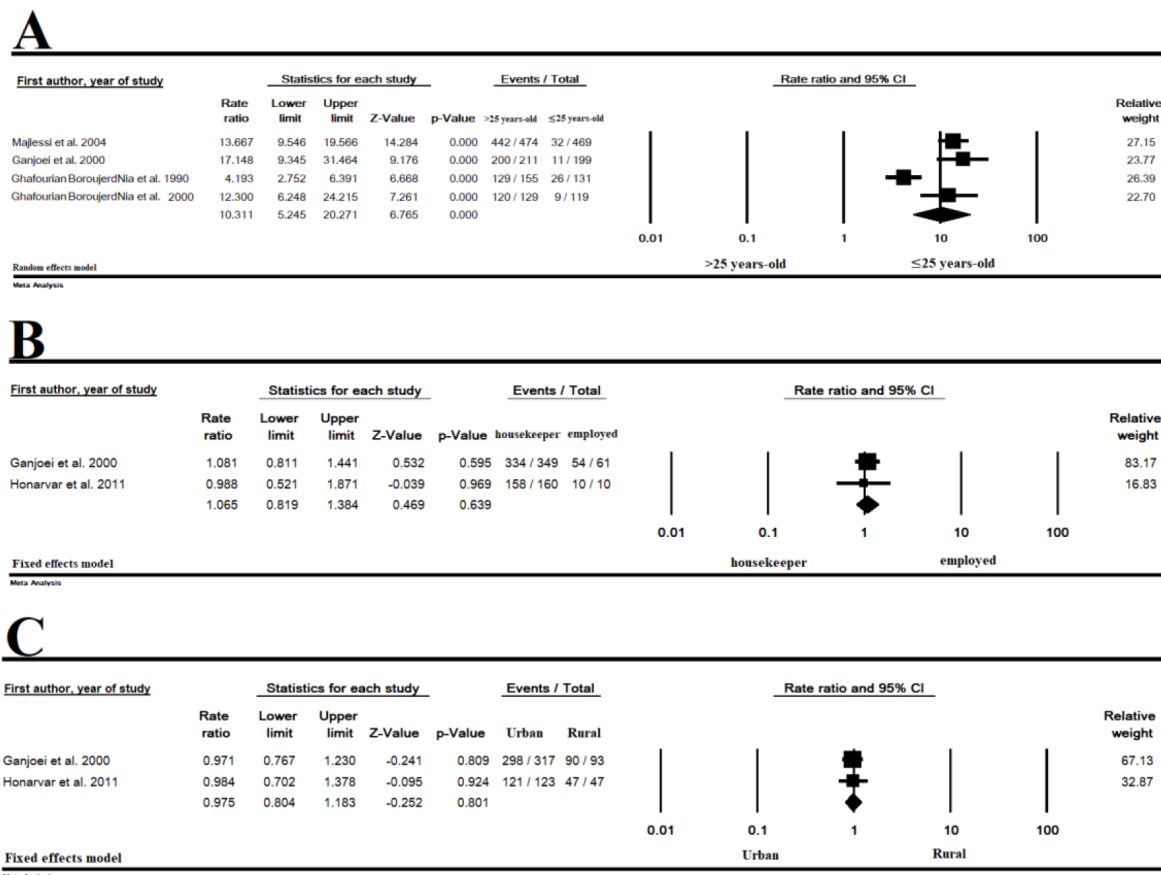 A
First author, year of study Statistics for each study Events / Total Rate ratio and 95% CI
Rate Lower Upper Relative
ratio limit limit Z-Value p-Value >25 years-old ≤25 years-old weight
Majlessi et al. 2004 13.667 9.546 19.566 14.284 0.000 442 / 474 32 / 469 27.15
Ganjoei et al. 2000 17.148 9.345 31.464 9.176 0.000 200 / 211 11 / 199 23.77
Ghafourian BoroujerdNia et al. 1990 4.193 2.752 6.391 6.668 0.000 129 / 155 26 / 131 26.39
Ghafourian BoroujerdNia et al. 2000 12.300 6.248 24.215 7.261 0.000 120 / 129 9 / 119 22.70
10.311 5.245 20.271 6.765 0.000
0.01 0.1 1 10 100
>25 years-old ≤25 years-old
Random effects model
Meta Analysis
B
First author, year of study Statistics for each study Events / Total Rate ratio and 95% CI
Rate Lower Upper Relative
ratio limit limit Z-Value p-Value housekeeper employed weight
Ganjoei et al. 2000 1.081 0.811 1.441 0.532 0.595 334 / 349 54 / 61 83.17
Honarvar et al. 2011 0.988 0.521 1.871 -0.039 0.969 158 / 160 10 / 10 16.83
1.065 0.819 1.384 0.469 0.639
0.01 0.1 1 10 100
housekeeper employed
Fixed effects model
Meta Analysis
C
First author, year of study Statistics for each study Events / Total Rate ratio and 95% CI
Rate Lower Upper Relative
ratio limit limit Z-Value p-Value Urban Rural weight
Ganjoei et al. 2000 0.971 0.767 1.230 -0.241 0.809 298 / 317 90 / 93 67.13
Honarvar et al. 2011 0.984 0.702 1.378 -0.095 0.924 121 / 123 47 / 47 32.87
0.975 0.804 1.183 -0.252 0.801
0.01 0.1 1 10 100
Urban Rural
Fixed effects model